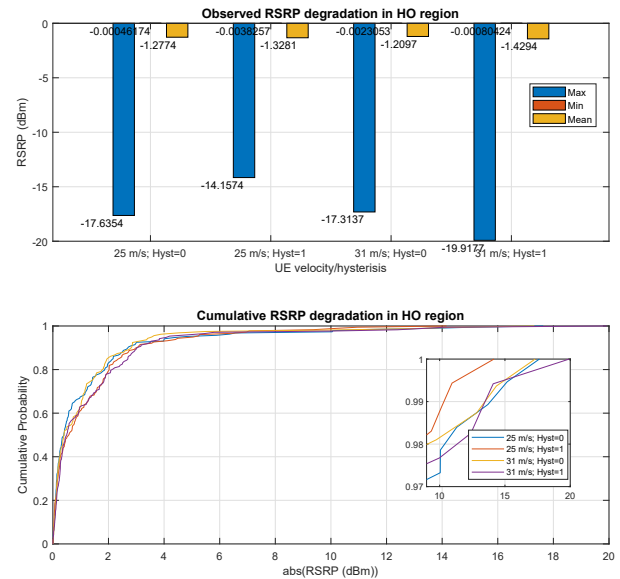 Observed RSRP degradation in HO region
0
-5
-10
-15
-20
RSRP (dBm)
-0.00046174
-0.0038257
-0.0023053
-0.00080424
-1.2774
-1.3281
-1.2097
-1.4294
-17.6354
-14.1574
-17.3137
-19.9177
Max
Min
Mean
25 m/s; Hyst=0
25 m/s; Hyst=1
31 m/s; Hyst=0
31 m/s; Hyst=1
UE velocity/hysterisis
Cumulative RSRP degradation in HO region
1
0.8
0.6
0.4
0.2
0
Cumulative Probability
1
0.99
0.98
0.97
10
15
20
25 m/s; Hyst=0
25 m/s; Hyst=1
31 m/s; Hyst=0
31 m/s; Hyst=1
0
2
4
6
8
10
12
14
16
18
20
abs(RSRP (dBm))